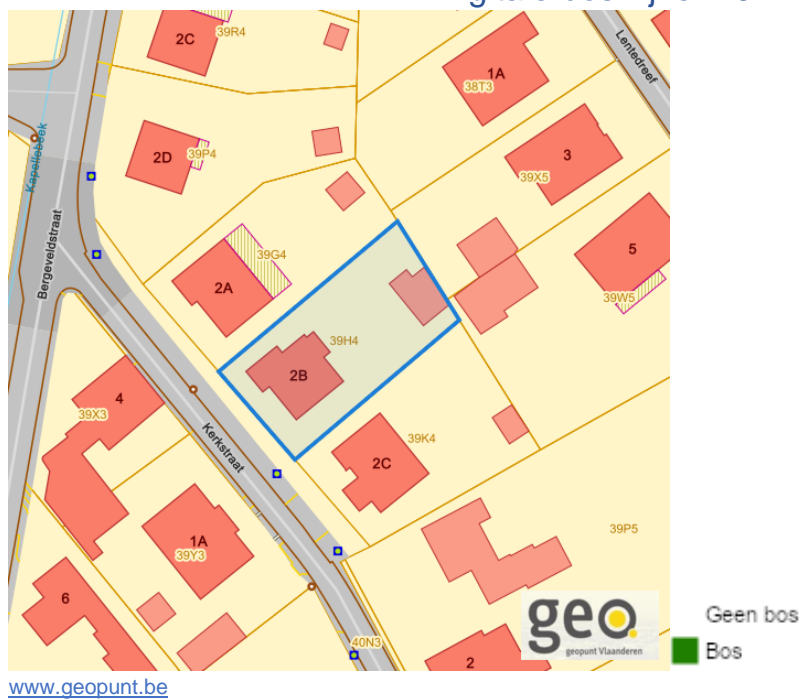 2C
39R4
38T3
1A
Lentedreef
2D
39P4
39X5
3
Kapellebeek
Bergeveldstraat
39G4
2A
5
39W5
39H4
2B
4
39X3
Kerkstraat
39K4
2C
1A
39Y3
39P5
6
40N3
2
geo.
geopunt Vlaanderen
Geen bos
Bos
www.geopunt.be